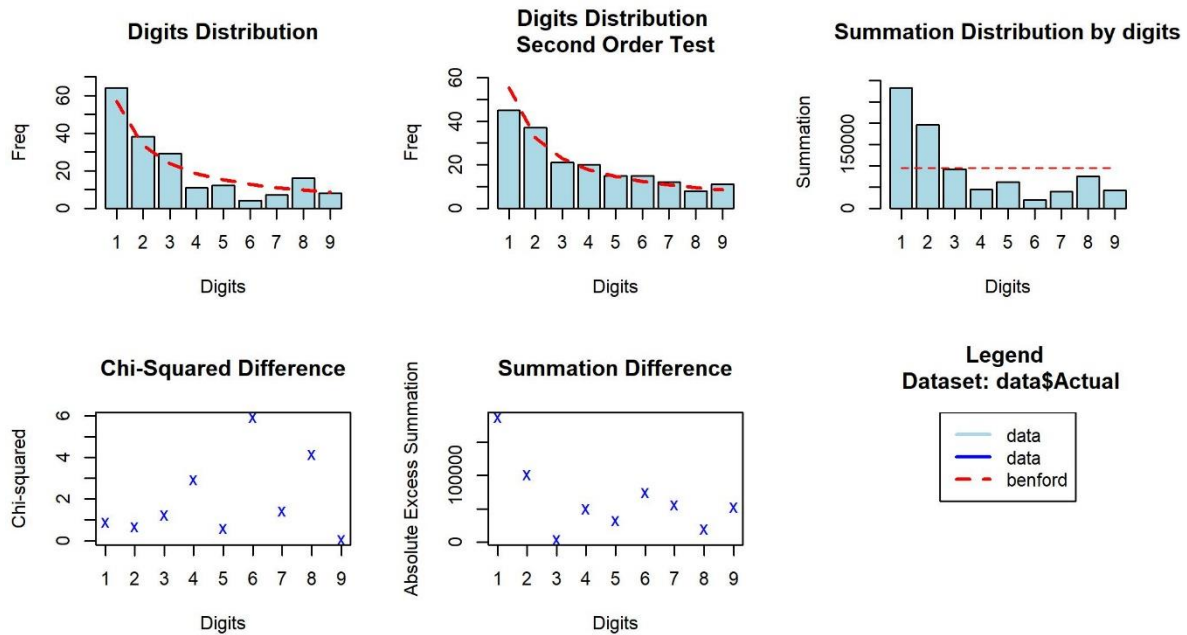 Digits Distribution
Freq
0 20 40 60
1 2 3 4 5 6 7 8 9
Digits
Digits Distribution
Second Order Test
Freq
0 20 40 60
1 2 3 4 5 6 7 8 9
Digits
Summation Distribution by digits
Summation
0 150000
1 2 3 4 5 6 7 8 9
Digits
Chi-Squared Difference
Chi-squared
0 2 4 6
1 2 3 4 5 6 7 8 9
Digits
Summation Difference
Absolute Excess Summation
0 100000
1 2 3 4 5 6 7 8 9
Digits
Legend
Dataset: data$Actual
data
data
benford